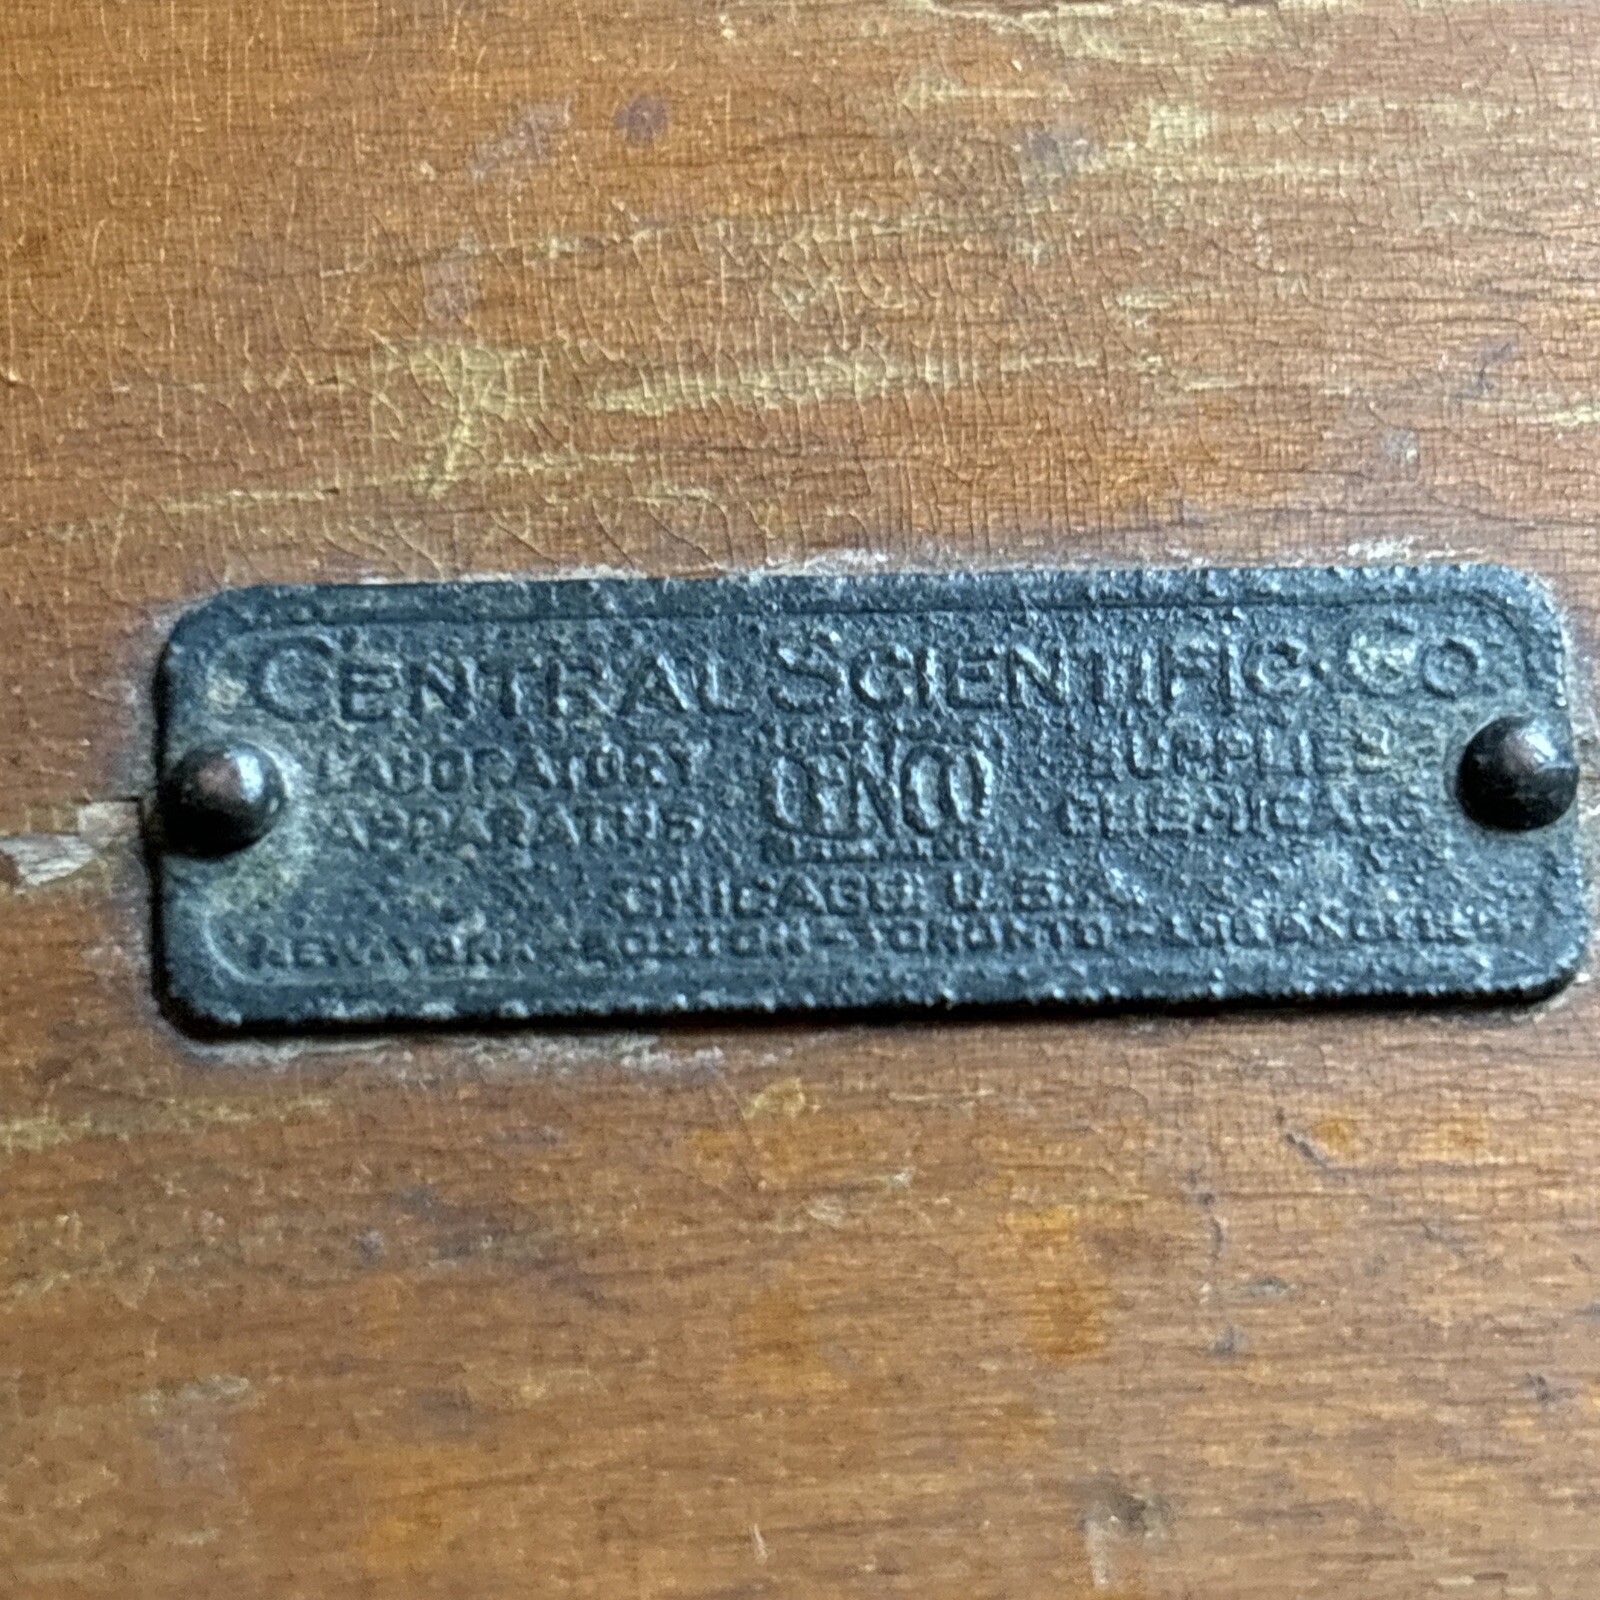 CENTRAL SCIENTIFIC CO
LABORATORY
APPARATUS
CENCO
SUPPLIES
CHEMICALS
CHICAGO U.S.A.
NEW YORK - BOSTON - TORONTO - LOS ANGELES